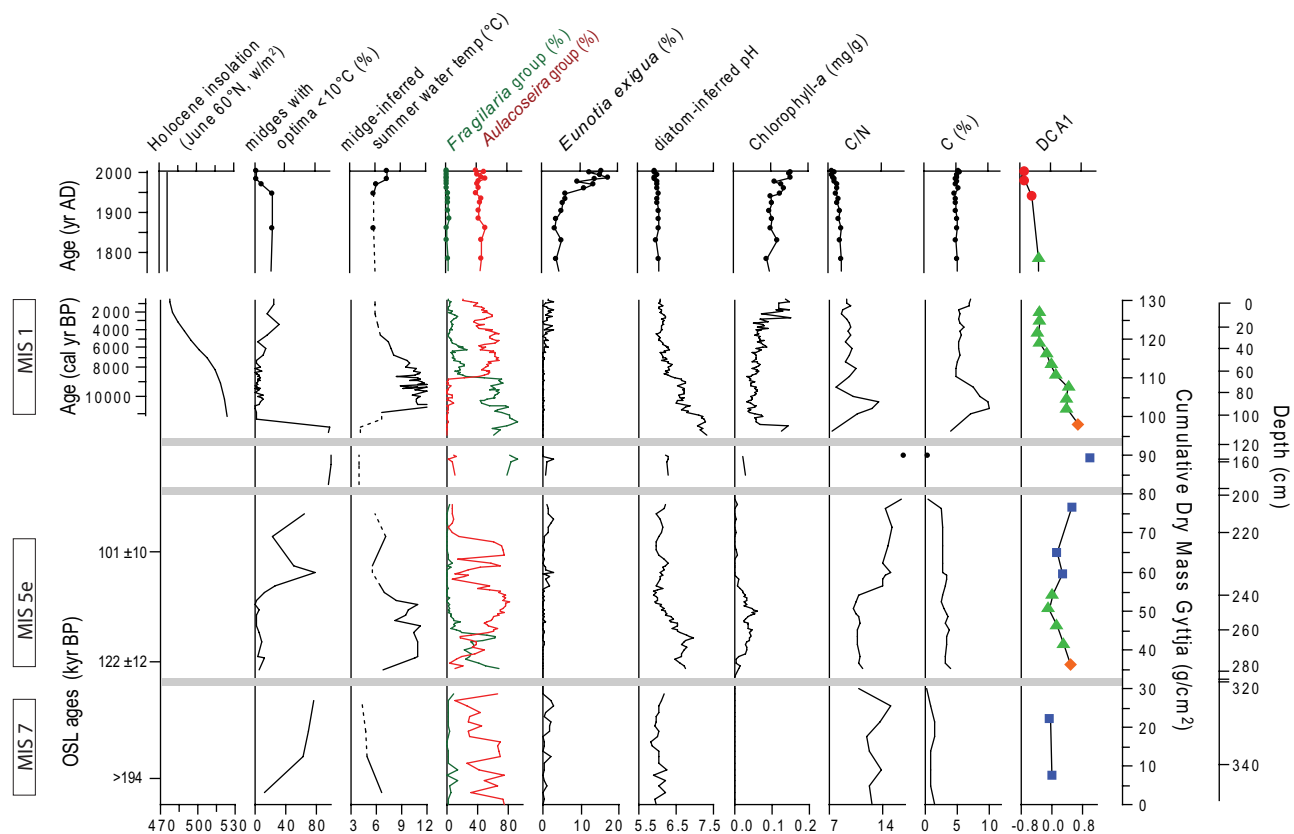 Holocene insolation
(June 60°N, w/m²)
midges with
optima < 10°C (%)
midge-inferred
summer water temp (°C)
Fragilaria group (%)
Aulacoseira group (%)
Eunotia exigua (%)
diatom-inferred pH
Chlorophyll-a (mg/g)
C/N
C (%)
DCA1
Age (yr AD)
2000
1900
1800
MIS 1
Age (cal yr BP)
2000
4000
6000
8000
10000
MIS 5e
MIS 7
OSL ages (kyr BP)
101 ±10
122 ±12
>194
Cumulative Dry Mass Gyttja (g/cm²)
130
120
110
100
90
80
70
60
50
40
30
20
10
0
Depth (cm)
0
20
40
60
80
100
120
160
200
220
240
260
280
320
340
470 500 530
0 40 80
3 6 9 12
0 40 80
0 10 20
5.5 6.5 7.5
0.0 0.1 0.2
7 14
0 5 10
-0.8 0.0 0.8